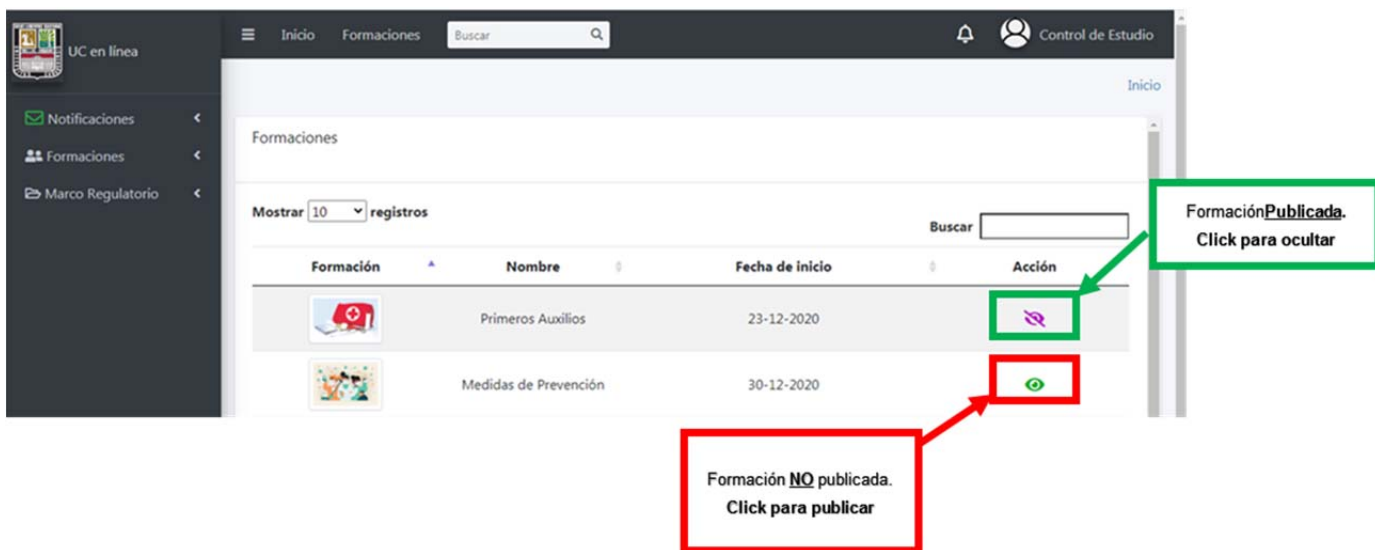 UC en línea
Inicio Formaciones Buscar Control de Estudio
Inicio
Notificaciones
Formaciones
Marco Regulatorio
Formaciones
Mostrar 10 registros
Buscar
Formación Nombre Fecha de inicio Acción
Primeros Auxilios 23-12-2020
Medidas de Prevención 30-12-2020
FormaciónPublicada.
Click para ocultar
Formación NO publicada.
Click para publicar